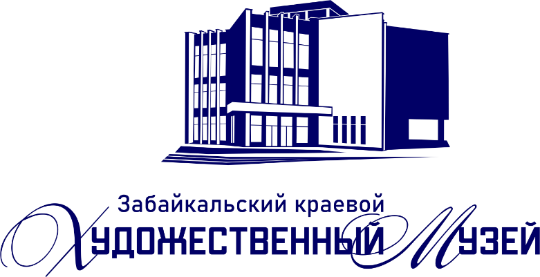 Забайкальский краевой
Художественный Музей